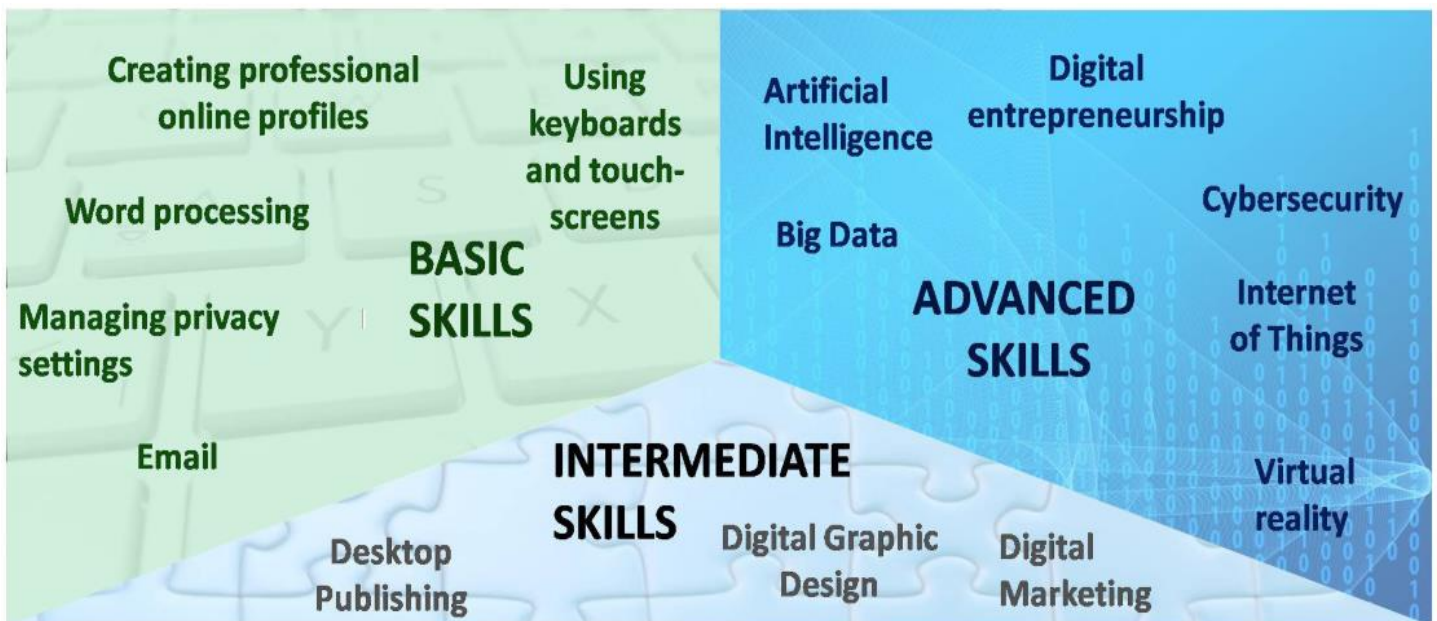 Creating professional
online profiles
Using
keyboards
and touch-
screens
Word processing
BASIC
SKILLS
Managing privacy
settings
Email
Artificial
Intelligence
Digital
entrepreneurship
Cybersecurity
Big Data
ADVANCED
SKILLS
Internet
of Things
Virtual
reality
INTERMEDIATE
SKILLS
Desktop
Publishing
Digital Graphic
Design
Digital
Marketing